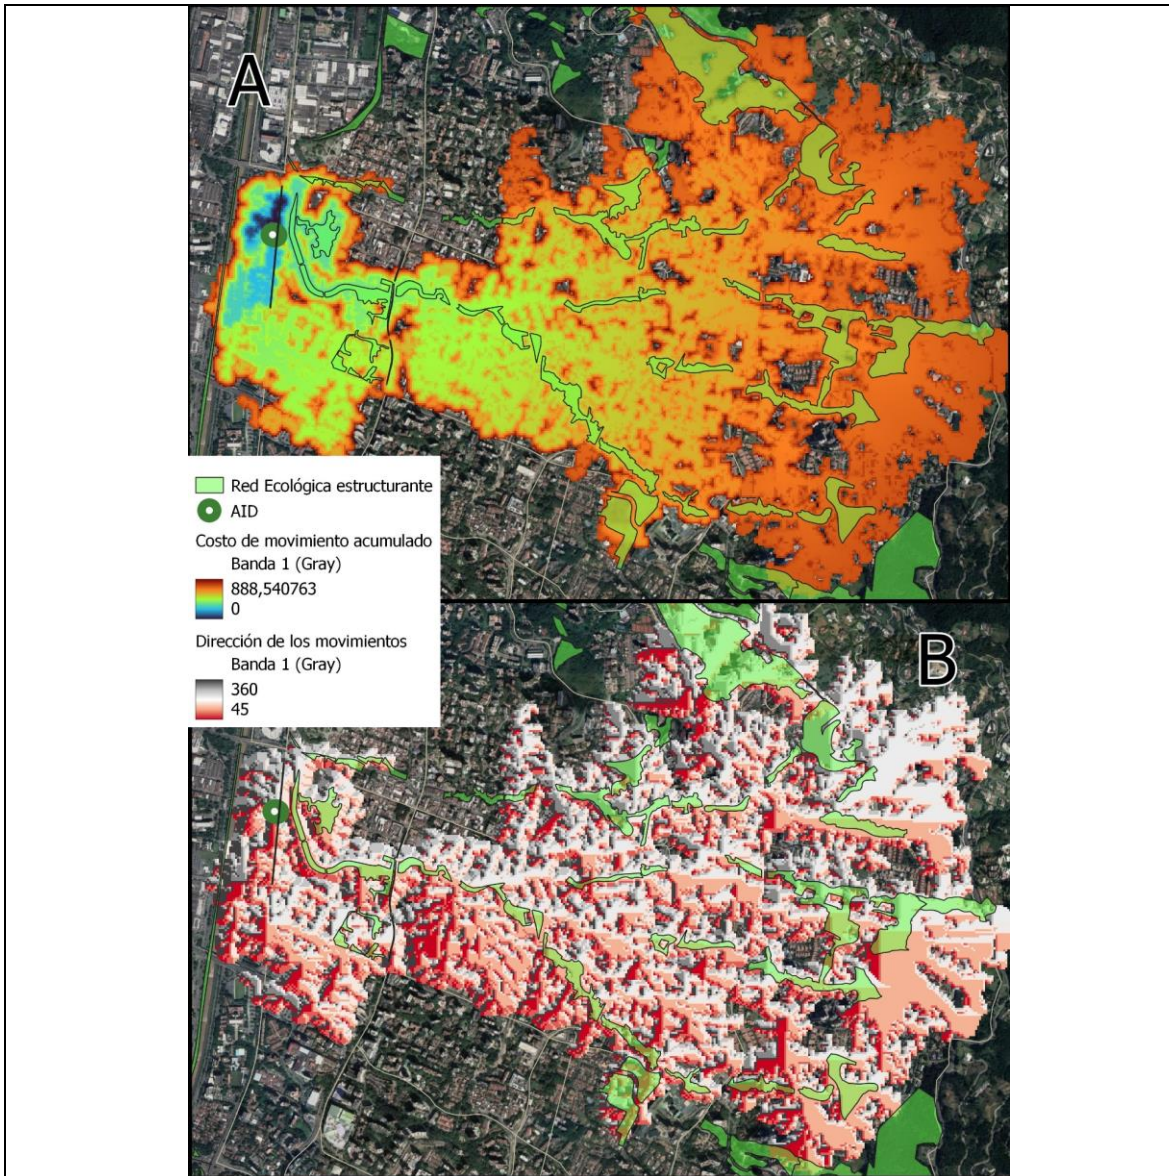 A
Red Ecológica estructurante
AID
Costo de movimiento acumulado
Banda 1 (Gray)
888,540763
0
Dirección de los movimientos
Banda 1 (Gray)
360
45
B